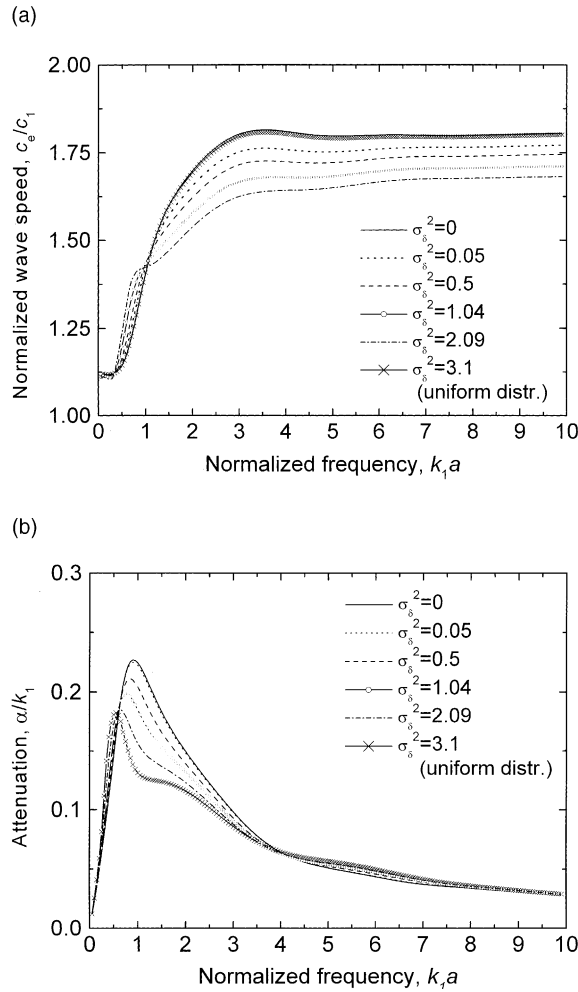 (a)
2.00
1.75
1.50
1.25
1.00
Normalized wave speed, c_e/c_1
σ_δ^2=0
σ_δ^2=0.05
σ_δ^2=0.5
σ_δ^2=1.04
σ_δ^2=2.09
σ_δ^2=3.1
(uniform distr.)
0 1 2 3 4 5 6 7 8 9 10
Normalized frequency, k_1a
(b)
0.3
0.2
0.1
0.0
Attenuation, α/k_1
σ_δ^2=0
σ_δ^2=0.05
σ_δ^2=0.5
σ_δ^2=1.04
σ_δ^2=2.09
σ_δ^2=3.1
(uniform distr.)
0 1 2 3 4 5 6 7 8 9 10
Normalized frequency, k_1a